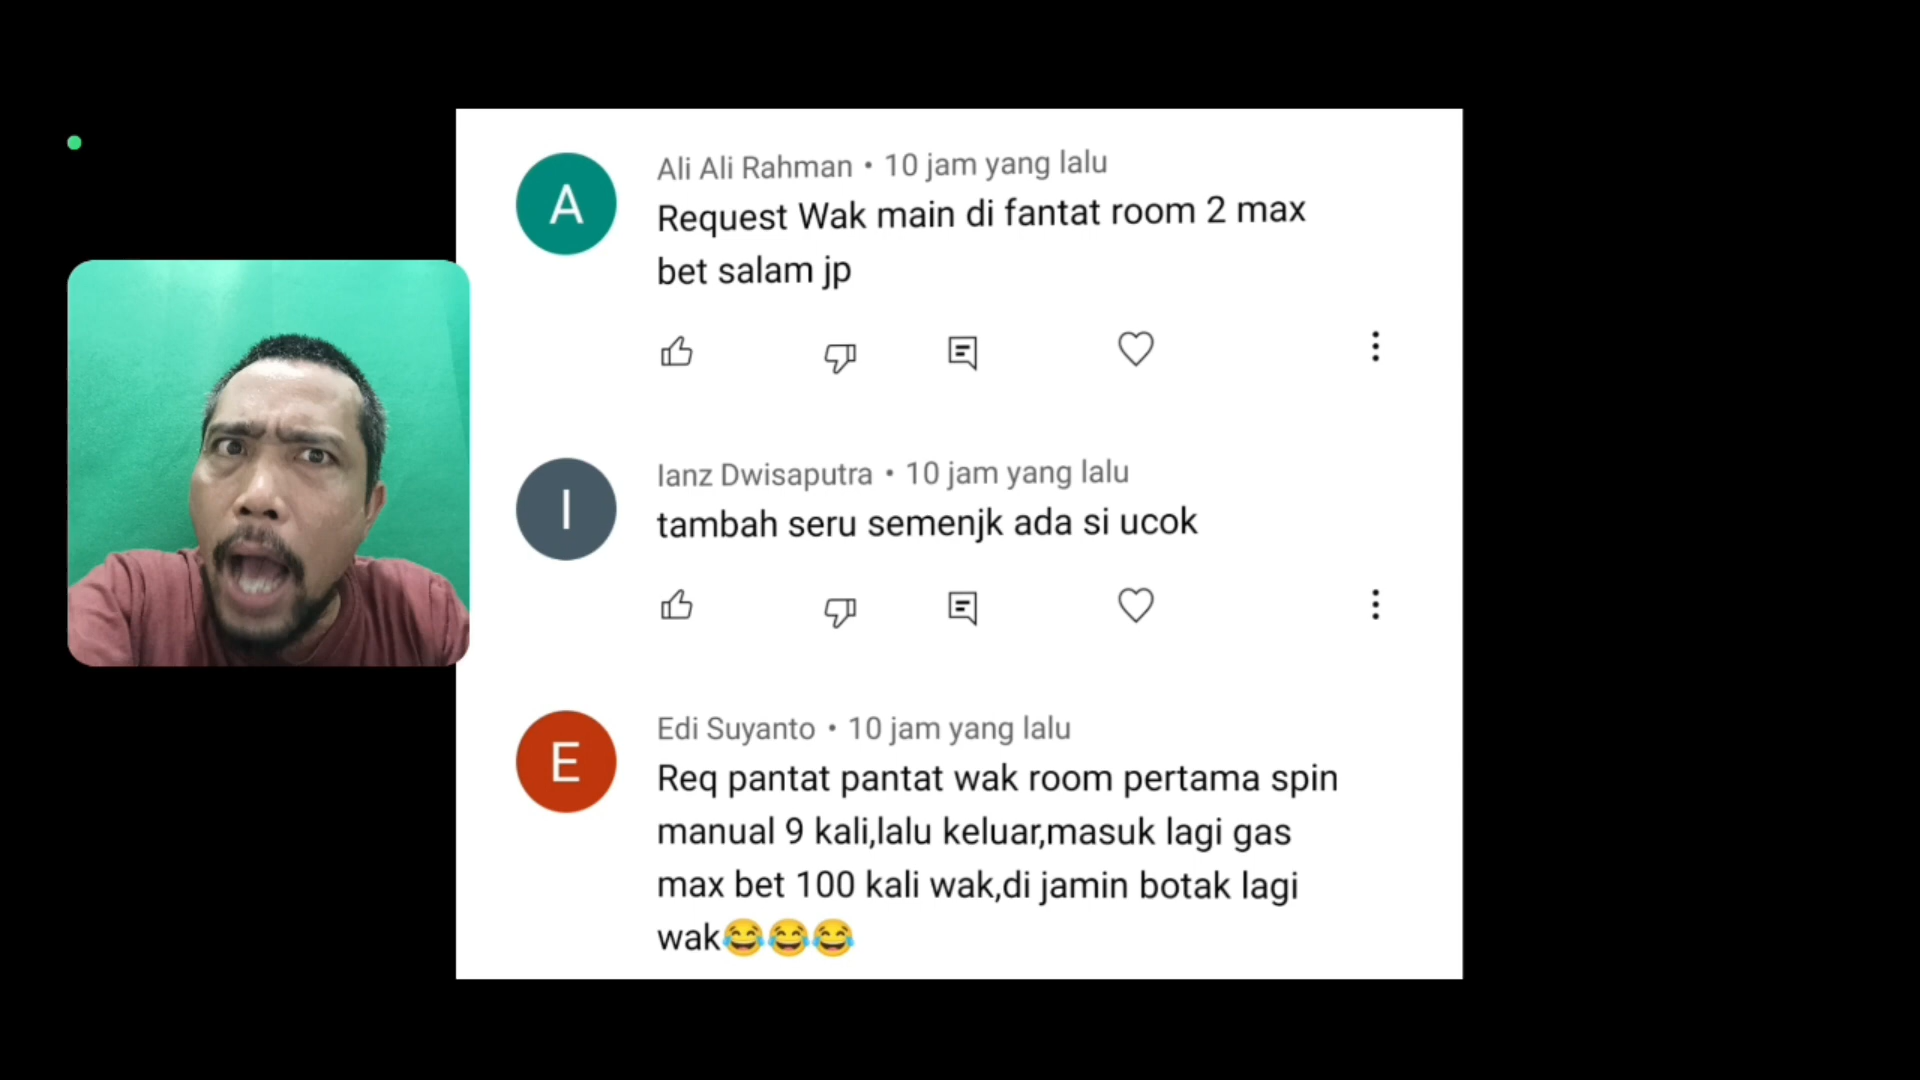 A
Ali Ali Rahman • 10 jam yang lalu
Request Wak main di fantat room 2 max
bet salam jp
I
Ianz Dwisaputra • 10 jam yang lalu
tambah seru semenjk ada si ucok
E
Edi Suyanto • 10 jam yang lalu
Req pantat pantat wak room pertama spin
manual 9 kali,lalu keluar,masuk lagi gas
max bet 100 kali wak,di jamin botak lagi
wak😂😂😂